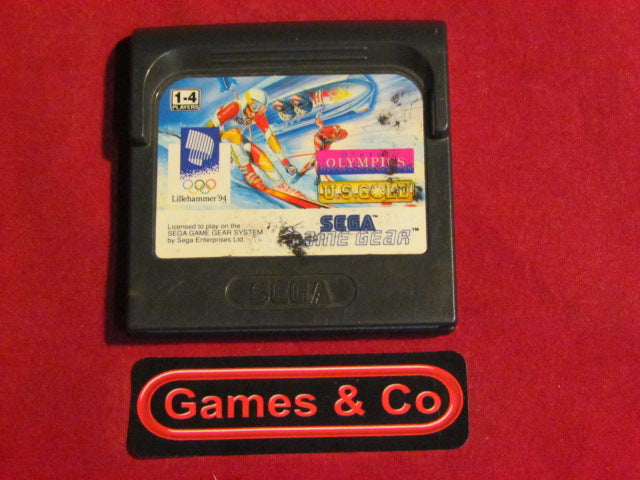 1-4
PLAYERS
OLYMPICS
U.S. GOLD
Lillehammer '94
SEGA™
GAME GEAR™
Licensed to play on the
SEGA GAME GEAR SYSTEM
by Sega Enterprises Ltd.
SEGA
Games & Co